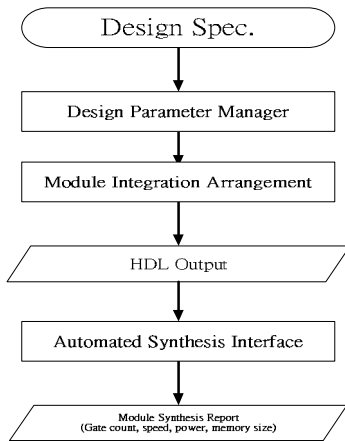 Design Spec.
Design Parameter Manager
Module Integration Arrangement
HDL Output
Automated Synthesis Interface
Module Synthesis Report
(Gate count, speed, power, memory size)